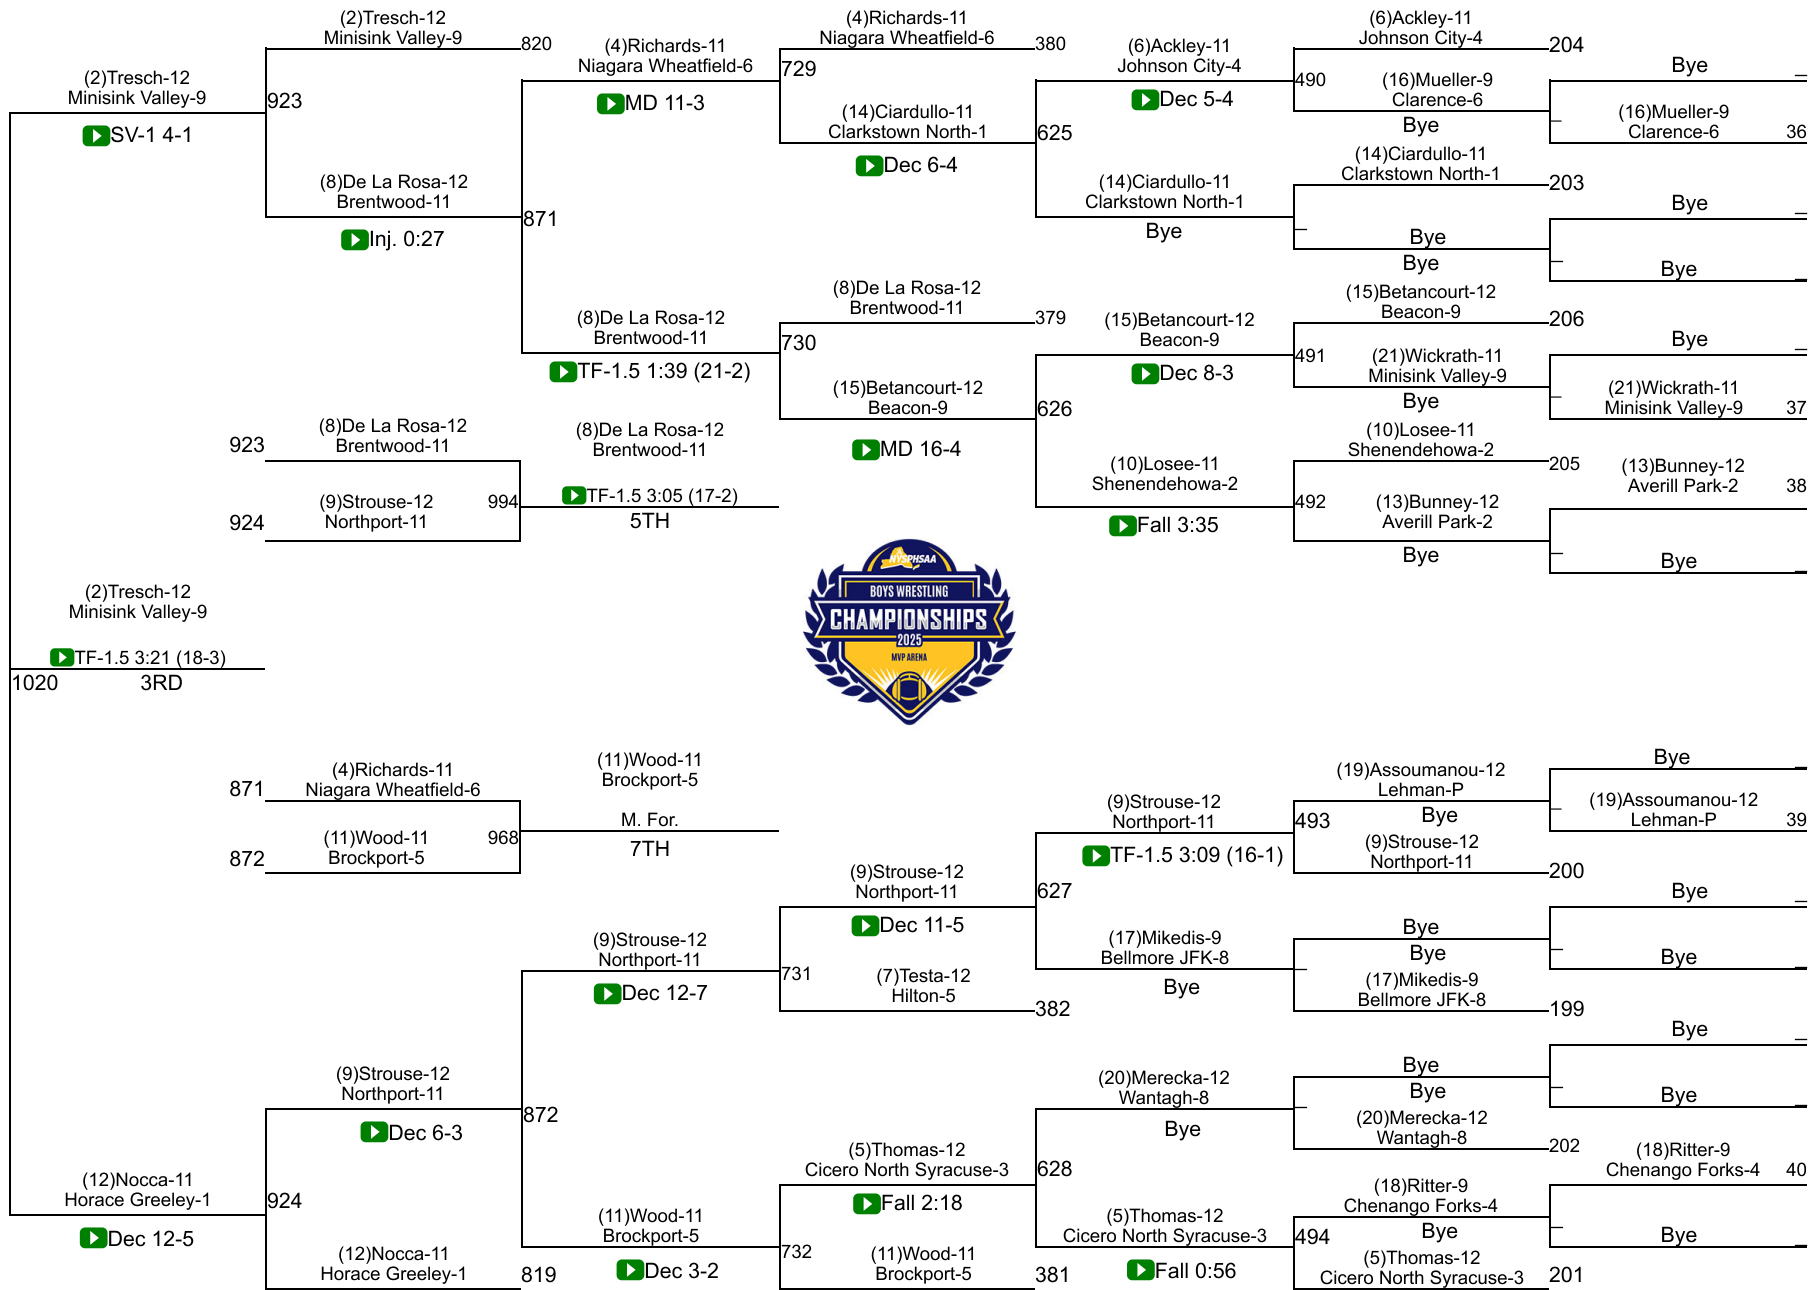 (2)Tresch-12
Minisink Valley-9
820
(4)Richards-11
Niagara Wheatfield-6
MD 11-3
(4)Richards-11
Niagara Wheatfield-6
380
729
(6)Ackley-11
Johnson City-4
Dec 5-4
(6)Ackley-11
Johnson City-4
204
490
(16)Mueller-9
Clarence-6
Bye
Bye
(16)Mueller-9
Clarence-6
36
(2)Tresch-12
Minisink Valley-9
SV-1 4-1
923
(14)Ciardullo-11
Clarkstown North-1
Dec 6-4
625
(14)Ciardullo-11
Clarkstown North-1
203
(8)De La Rosa-12
Brentwood-11
Inj. 0:27
871
(14)Ciardullo-11
Clarkstown North-1
Bye
Bye
Bye
Bye
Bye
(8)De La Rosa-12
Brentwood-11
TF-1.5 1:39 (21-2)
(8)De La Rosa-12
Brentwood-11
379
730
(15)Betancourt-12
Beacon-9
Dec 8-3
(15)Betancourt-12
Beacon-9
206
491
(21)Wickrath-11
Minisink Valley-9
Bye
Bye
(21)Wickrath-11
Minisink Valley-9
37
(15)Betancourt-12
Beacon-9
MD 16-4
626
923
(8)De La Rosa-12
Brentwood-11
(8)De La Rosa-12
Brentwood-11
(10)Losee-11
Shenendehowa-2
Fall 3:35
(10)Losee-11
Shenendehowa-2
205
(13)Bunney-12
Averill Park-2
38
924
(9)Strouse-12
Northport-11
994
TF-1.5 3:05 (17-2)
5TH
492
(13)Bunney-12
Averill Park-2
Bye
Bye
NYSPHSAA
BOYS WRESTLING
CHAMPIONSHIPS
2025
MVP ARENA
(2)Tresch-12
Minisink Valley-9
TF-1.5 3:21 (18-3)
1020
3RD
871
(4)Richards-11
Niagara Wheatfield-6
(11)Wood-11
Brockport-5
M. For.
7TH
872
(11)Wood-11
Brockport-5
968
(9)Strouse-12
Northport-11
TF-1.5 3:09 (16-1)
(19)Assoumanou-12
Lehman-P
Bye
493
(9)Strouse-12
Northport-11
200
Bye
(19)Assoumanou-12
Lehman-P
39
(9)Strouse-12
Northport-11
Dec 11-5
627
(9)Strouse-12
Northport-11
Dec 12-7
731
(7)Testa-12
Hilton-5
382
(17)Mikedis-9
Bellmore JFK-8
Bye
Bye
Bye
(17)Mikedis-9
Bellmore JFK-8
199
Bye
Bye
(9)Strouse-12
Northport-11
Dec 6-3
872
(20)Merecka-12
Wantagh-8
Bye
Bye
Bye
(20)Merecka-12
Wantagh-8
202
Bye
Bye
(12)Nocca-11
Horace Greeley-1
Dec 12-5
924
(5)Thomas-12
Cicero North Syracuse-3
Fall 2:18
628
(18)Ritter-9
Chenango Forks-4
40
(18)Ritter-9
Chenango Forks-4
Bye
Bye
(12)Nocca-11
Horace Greeley-1
819
(11)Wood-11
Brockport-5
Dec 3-2
732
(11)Wood-11
Brockport-5
381
(5)Thomas-12
Cicero North Syracuse-3
Fall 0:56
494
(5)Thomas-12
Cicero North Syracuse-3
201